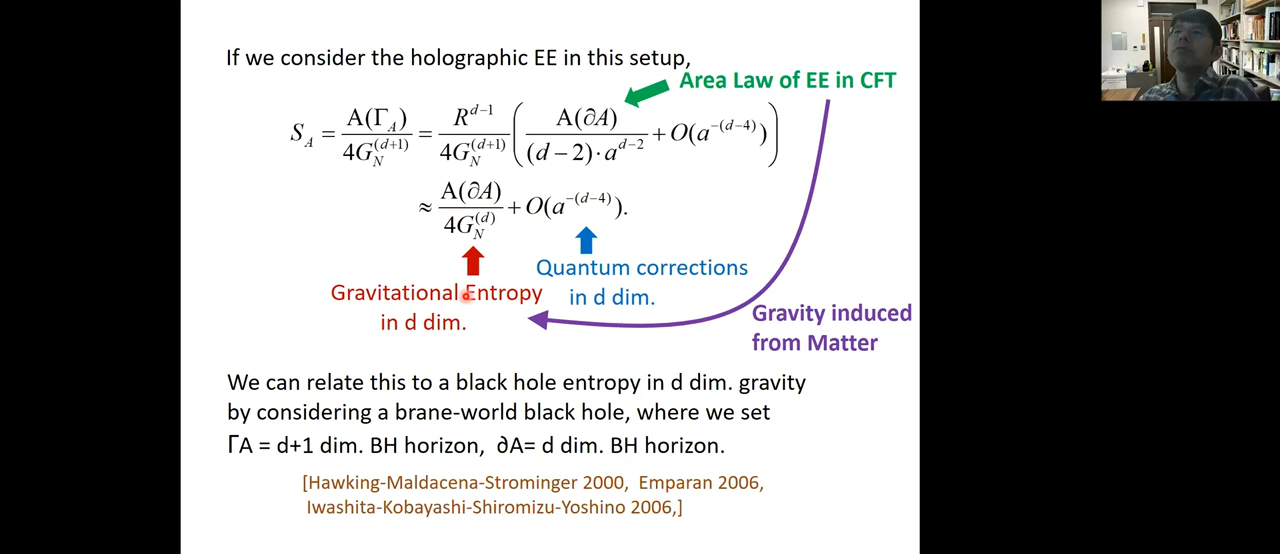 If we consider the holographic EE in this setup,
Area Law of EE in CFT
S_A = A(Γ_A) / 4G_N^(d+1) = R^(d−1) / 4G_N^(d+1) ( A(∂A) / (d−2)·a^(d−2) + O(a^−(d−4)) )
≈ A(∂A) / 4G_N^(d) + O(a^−(d−4)).
Quantum corrections
in d dim.
Gravitational Entropy
in d dim.
Gravity induced
from Matter
We can relate this to a black hole entropy in d dim. gravity
by considering a brane-world black hole, where we set
ΓA = d+1 dim. BH horizon, ∂A= d dim. BH horizon.
[Hawking-Maldacena-Strominger 2000, Emparan 2006,
Iwashita-Kobayashi-Shiromizu-Yoshino 2006,]